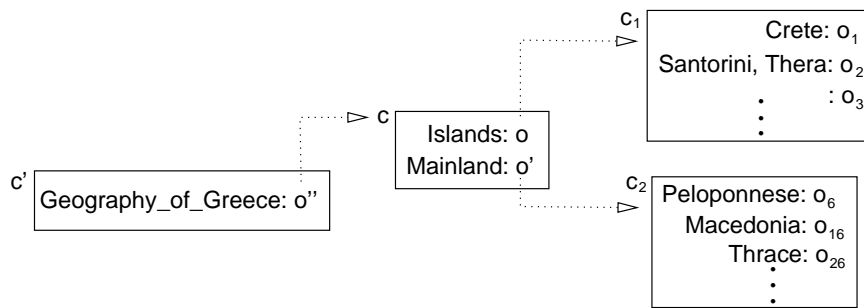 c'
Geography_of_Greece: o''
c
Islands: o
Mainland: o'
c₁
Crete: o₁
Santorini, Thera: o₂
: o₃
c₂
Peloponnese: o₆
Macedonia: o₁₆
Thrace: o₂₆